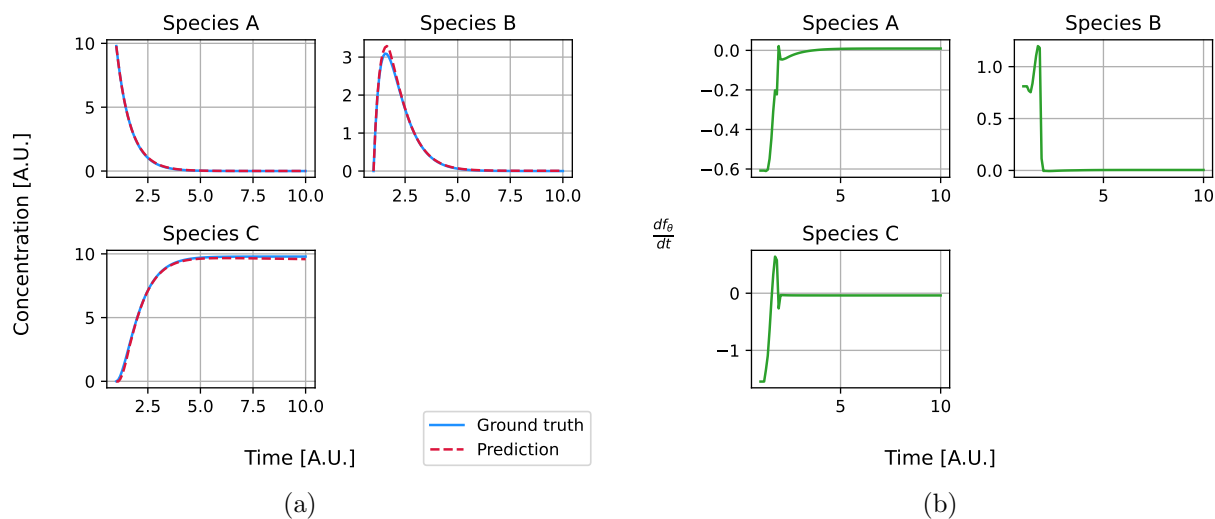 Species A
Species B
10
5
0
2.5 5.0 7.5 10.0
3
2
1
0
2.5 5.0 7.5 10.0
Species C
10
5
0
2.5 5.0 7.5 10.0
Concentration [A.U.]
Time [A.U.]
Ground truth
Prediction
(a)
Species A
Species B
0.0
−0.2
−0.4
−0.6
5 10
1.0
0.5
0.0
5 10
Species C
0
−1
5 10
df_θ
dt
Time [A.U.]
(b)